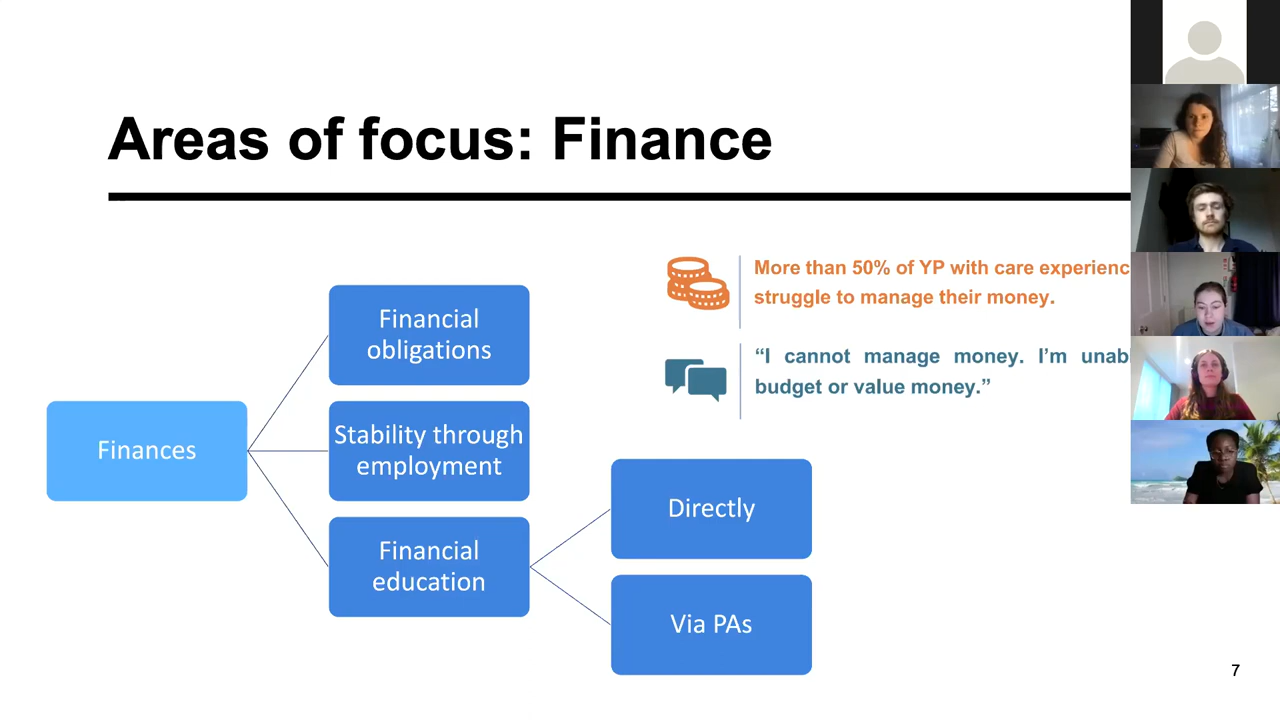 Areas of focus: Finance
More than 50% of YP with care experienc
struggle to manage their money.
“I cannot manage money. I’m unab
budget or value money.”
Finances
Financial
obligations
Stability through
employment
Financial
education
Directly
Via PAs
7